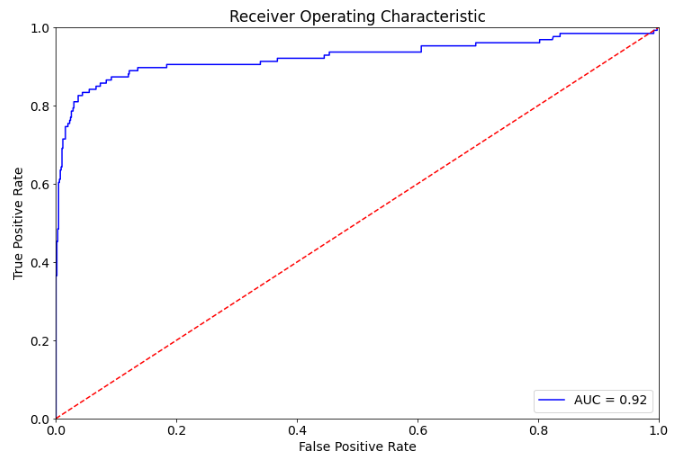 Receiver Operating Characteristic
1.0
0.8
0.6
0.4
0.2
0.0
True Positive Rate
AUC = 0.92
0.0 0.2 0.4 0.6 0.8 1.0
False Positive Rate